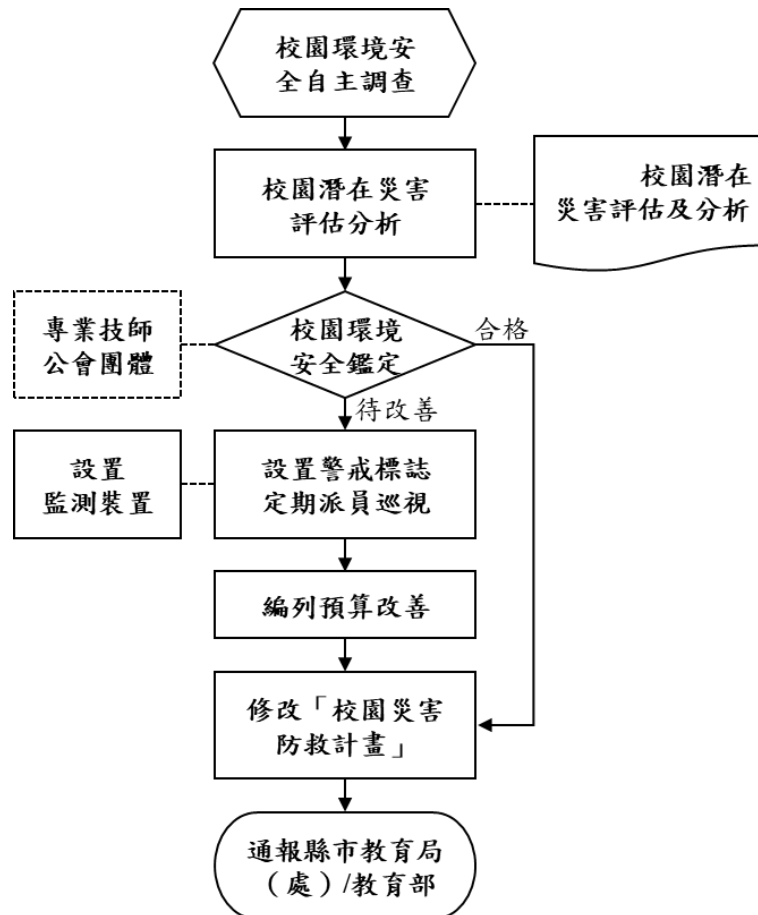 校園環境安
全自主調查
校園潛在災害
評估分析
校園潛在
災害評估及分析
專業技師
公會團體
校園環境
安全鑑定
合格
待改善
設置
監測裝置
設置警戒標誌
定期派員巡視
編列預算改善
修改「校園災害
防救計畫」
通報縣市教育局
（處）/教育部